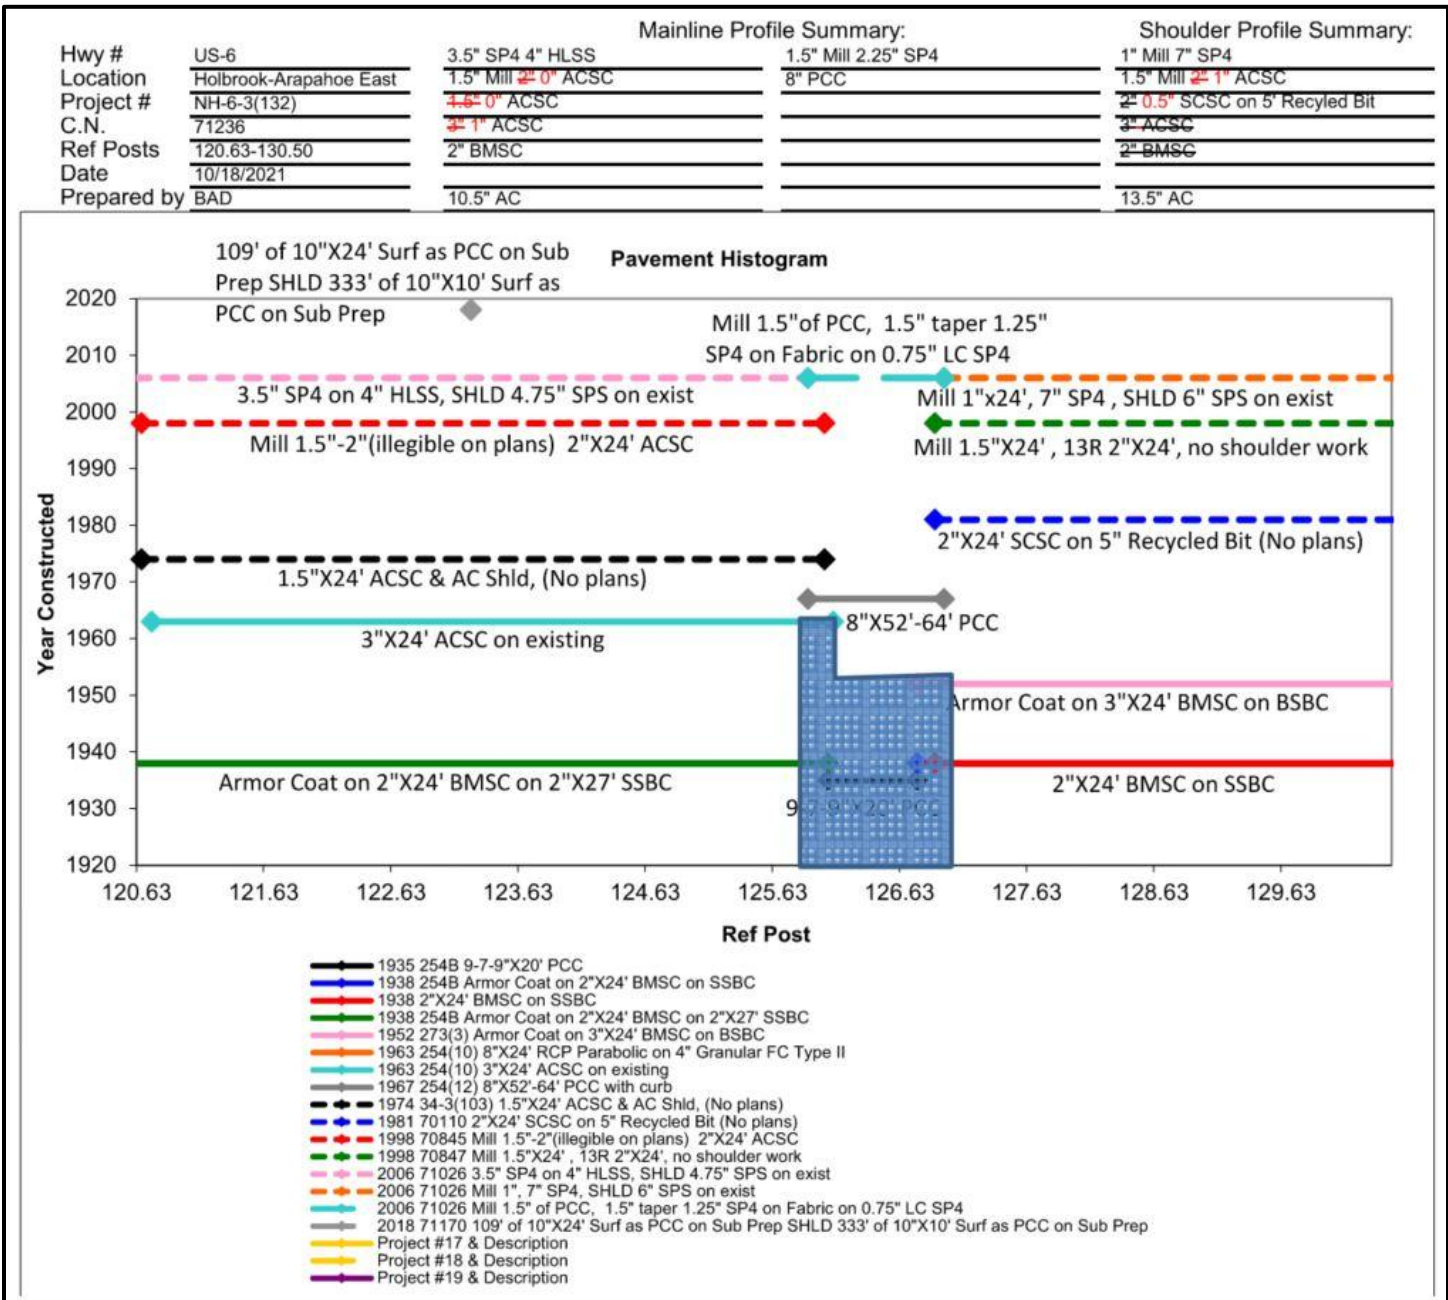 Mainline Profile Summary: Shoulder Profile Summary:
Hwy # US-6 3.5" SP4 4" HLSS 1.5" Mill 2.25" SP4 1" Mill 7" SP4
Location Holbrook-Arapahoe East 1.5" Mill 2" 0" ACSC 8" PCC 1.5" Mill 2" 1" ACSC
Project # NH-6-3(132) 1.5" 0" ACSC 2" 0.5" SCSC on 5' Recyled Bit
C.N. 71236 3" 1" ACSC 3" ACSC
Ref Posts 120.63-130.50 2" BMSC 2" BMSC
Date 10/18/2021
Prepared by BAD 10.5" AC 13.5" AC
Pavement Histogram
109' of 10"X24' Surf as PCC on Sub
Prep SHLD 333' of 10"X10' Surf as
PCC on Sub Prep
Mill 1.5"of PCC, 1.5" taper 1.25"
SP4 on Fabric on 0.75" LC SP4
3.5" SP4 on 4" HLSS, SHLD 4.75" SPS on exist
Mill 1"x24', 7" SP4 , SHLD 6" SPS on exist
Mill 1.5"-2"(illegible on plans) 2"X24' ACSC
Mill 1.5"X24' , 13R 2"X24', no shoulder work
2"X24' SCSC on 5" Recycled Bit (No plans)
1.5"X24' ACSC & AC Shld, (No plans)
3"X24' ACSC on existing
8"X52'-64' PCC
Armor Coat on 3"X24' BMSC on BSBC
Armor Coat on 2"X24' BMSC on 2"X27' SSBC
2"X24' BMSC on SSBC
9-7-9"X20' PCC
Year Constructed
2020
2010
2000
1990
1980
1970
1960
1950
1940
1930
1920
120.63 121.63 122.63 123.63 124.63 125.63 126.63 127.63 128.63 129.63
Ref Post
1935 254B 9-7-9"X20' PCC
1938 254B Armor Coat on 2"X24' BMSC on SSBC
1938 2"X24' BMSC on SSBC
1938 254B Armor Coat on 2"X24' BMSC on 2"X27' SSBC
1952 273(3) Armor Coat on 3"X24' BMSC on BSBC
1963 254(10) 8"X24' RCP Parabolic on 4" Granular FC Type II
1963 254(10) 3"X24' ACSC on existing
1967 254(12) 8"X52'-64' PCC with curb
1974 34-3(103) 1.5"X24' ACSC & AC Shld, (No plans)
1981 70110 2"X24' SCSC on 5" Recycled Bit (No plans)
1998 70845 Mill 1.5"-2"(illegible on plans) 2"X24' ACSC
1998 70847 Mill 1.5"X24' , 13R 2"X24', no shoulder work
2006 71026 3.5" SP4 on 4" HLSS, SHLD 4.75" SPS on exist
2006 71026 Mill 1", 7" SP4, SHLD 6" SPS on exist
2006 71026 Mill 1.5" of PCC, 1.5" taper 1.25" SP4 on Fabric on 0.75" LC SP4
2018 71170 109' of 10"X24' Surf as PCC on Sub Prep SHLD 333' of 10"X10' Surf as PCC on Sub Prep
Project #17 & Description
Project #18 & Description
Project #19 & Description